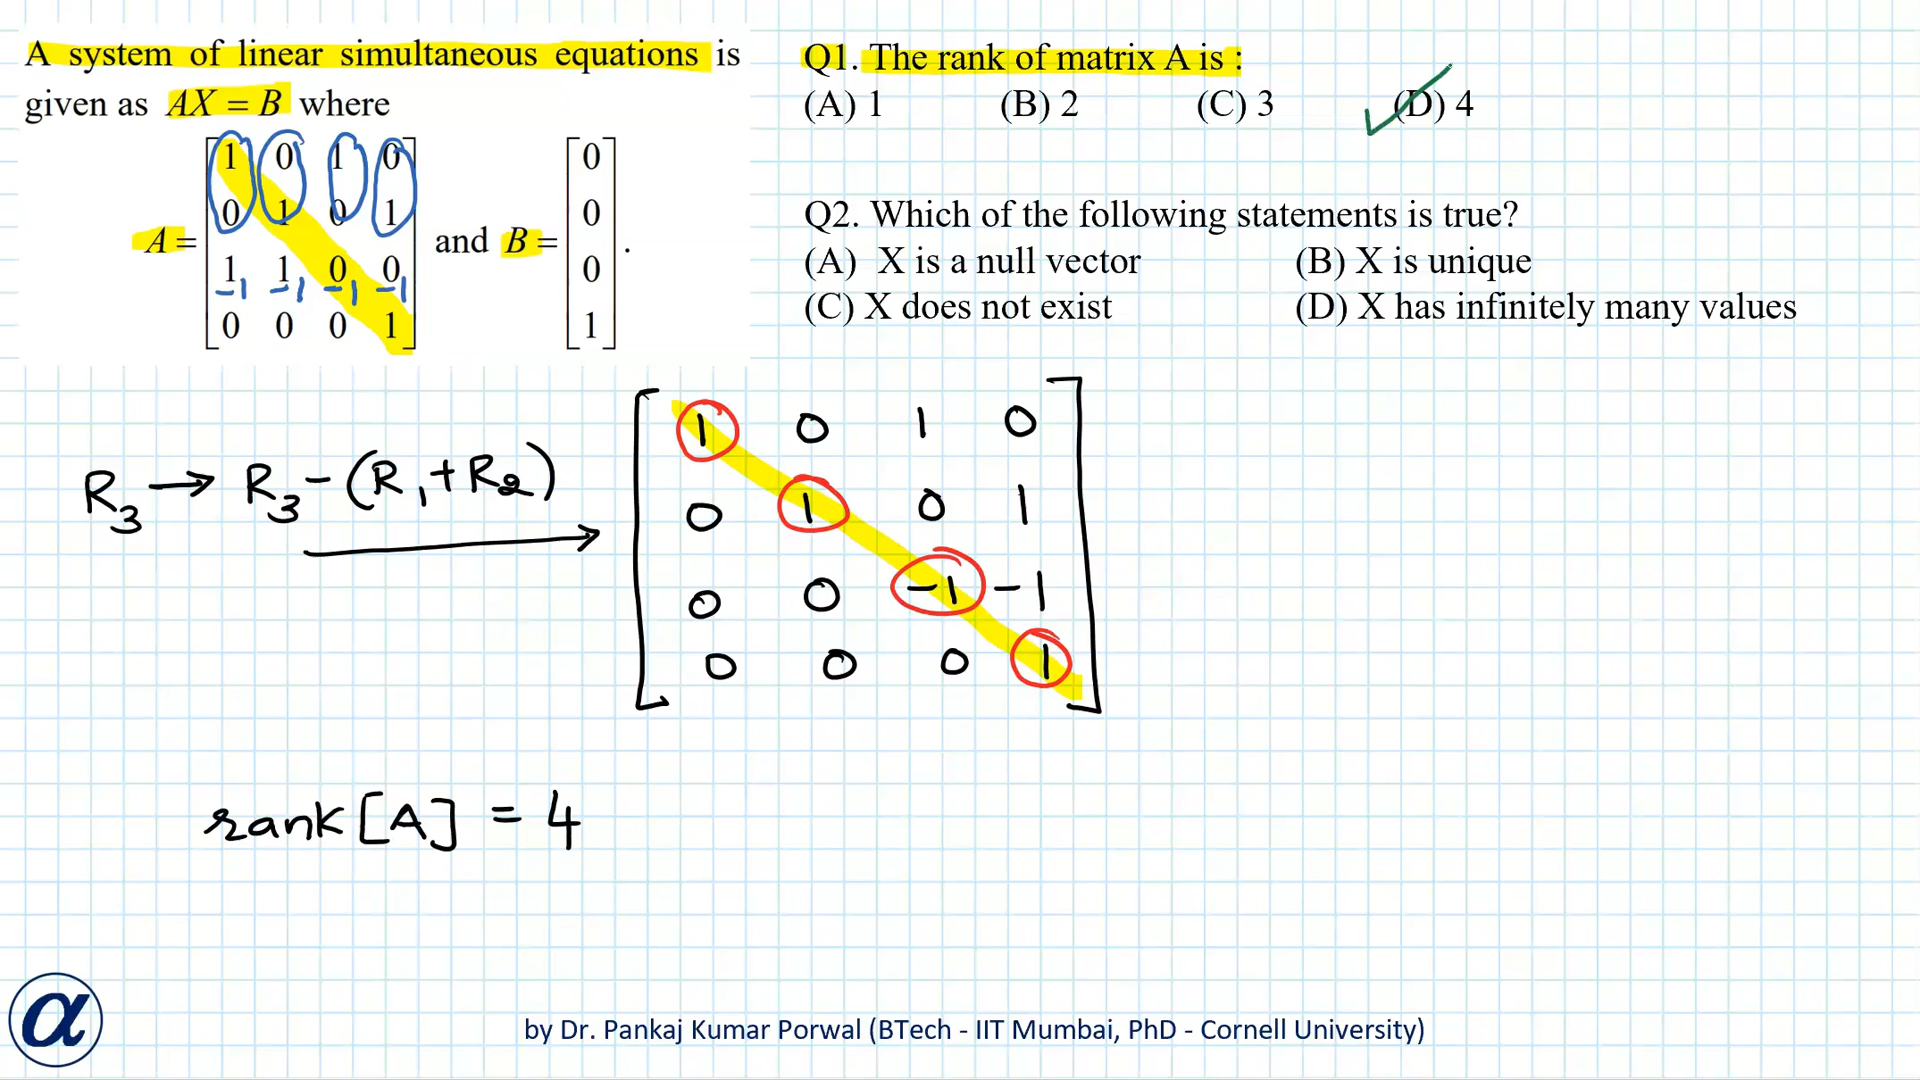 A system of linear simultaneous equations is
given as AX = B where
A = [1 0 1 0
0 1 0 1
1 1 0 0
-1 -1 -1 -1
0 0 0 1] and B = [0
0
0
1].
Q1. The rank of matrix A is :
(A) 1 (B) 2 (C) 3 (D) 4
Q2. Which of the following statements is true?
(A) X is a null vector (B) X is unique
(C) X does not exist (D) X has infinitely many values
R3 → R3 - (R1 + R2)
1 0 1 0
0 1 0 1
0 0 -1 -1
0 0 0 1
rank [A] = 4
α
by Dr. Pankaj Kumar Porwal (BTech - IIT Mumbai, PhD - Cornell University)